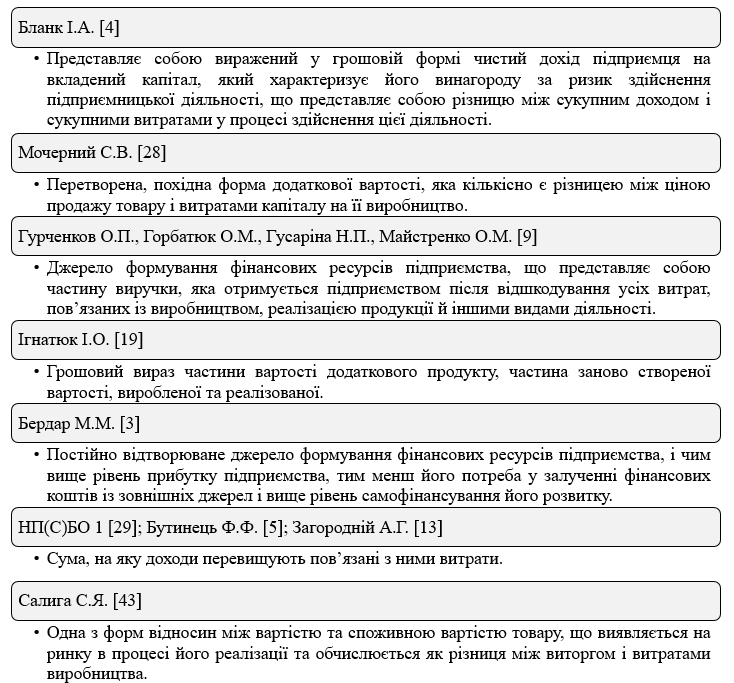 Бланк І.А. [4]
• Представляє собою виражений у грошовій формі чистий дохід підприємця на
вкладений капітал, який характеризує його винагороду за ризик здійснення
підприємницької діяльності, що представляє собою різницю між сукупним доходом і
сукупними витратами у процесі здійснення цієї діяльності.
Мочерний С.В. [28]
• Перетворена, похідна форма додаткової вартості, яка кількісно є різницею між ціною
продажу товару і витратами капіталу на її виробництво.
Гурченков О.П., Горбатюк О.М., Гусаріна Н.П., Майстренко О.М. [9]
• Джерело формування фінансових ресурсів підприємства, що представляє собою
частину виручки, яка отримується підприємством після відшкодування усіх витрат,
пов’язаних із виробництвом, реалізацією продукції й іншими видами діяльності.
Ігнатюк І.О. [19]
• Грошовий вираз частини вартості додаткового продукту, частина заново створеної
вартості, виробленої та реалізованої.
Бердар М.М. [3]
• Постійно відтворюване джерело формування фінансових ресурсів підприємства, і чим
вище рівень прибутку підприємства, тим менш його потреба у залученні фінансових
коштів із зовнішніх джерел і вище рівень самофінансування його розвитку.
НП(С)БО 1 [29]; Бутинець Ф.Ф. [5]; Загородній А.Г. [13]
• Сума, на яку доходи перевищують пов’язані з ними витрати.
Салига С.Я. [43]
• Одна з форм відносин між вартістю та споживною вартістю товару, що виявляється на
ринку в процесі його реалізації та обчислюється як різниця між виторгом і витратами
виробництва.